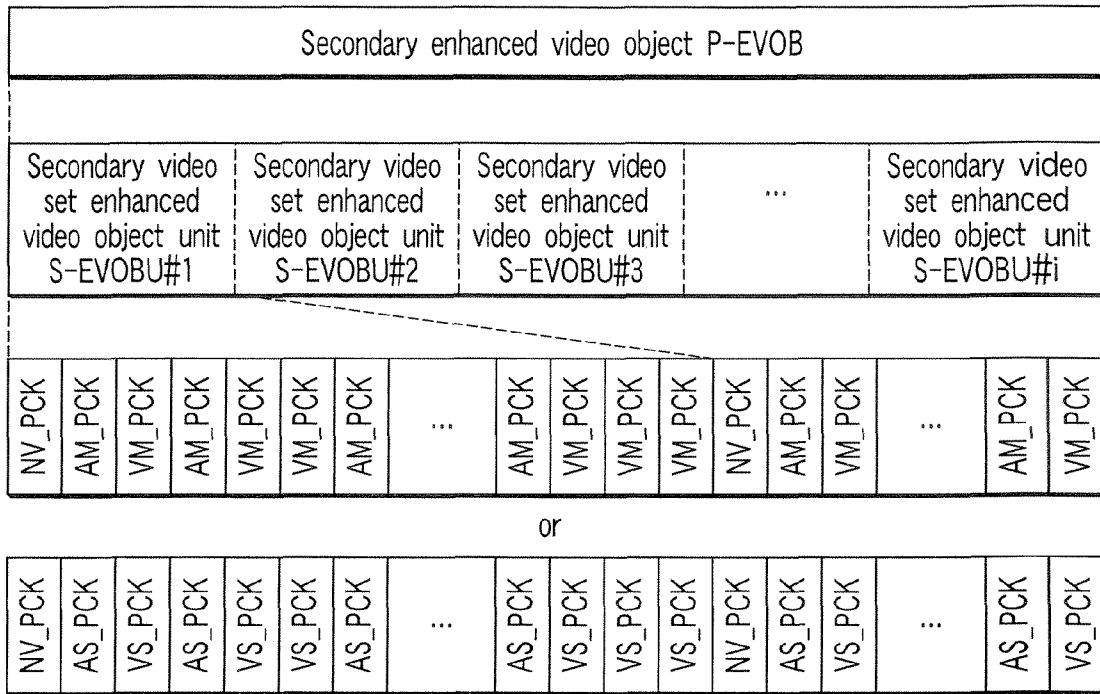 Secondary enhanced video object P-EVOB
Secondary video set enhanced video object unit S-EVOBU#1
Secondary video set enhanced video object unit S-EVOBU#2
Secondary video set enhanced video object unit S-EVOBU#3
...
Secondary video set enhanced video object unit S-EVOBU#i
NV_PCK
AM_PCK
VM_PCK
AM_PCK
VM_PCK
VM_PCK
AM_PCK
...
AM_PCK
VM_PCK
VM_PCK
VM_PCK
NV_PCK
AM_PCK
VM_PCK
...
AM_PCK
VM_PCK
or
NV_PCK
AS_PCK
VS_PCK
AS_PCK
VS_PCK
VS_PCK
AS_PCK
...
AS_PCK
VS_PCK
VS_PCK
VS_PCK
NV_PCK
AS_PCK
VS_PCK
...
AS_PCK
VS_PCK